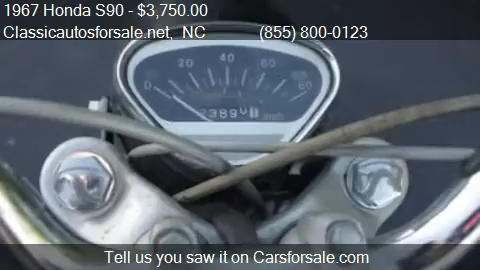 1967 Honda S90 - $3,750.00
Classicautosforsale.net, NC (855) 800-0123
0 20 40 60 80
mph
Tell us you saw it on Carsforsale.com